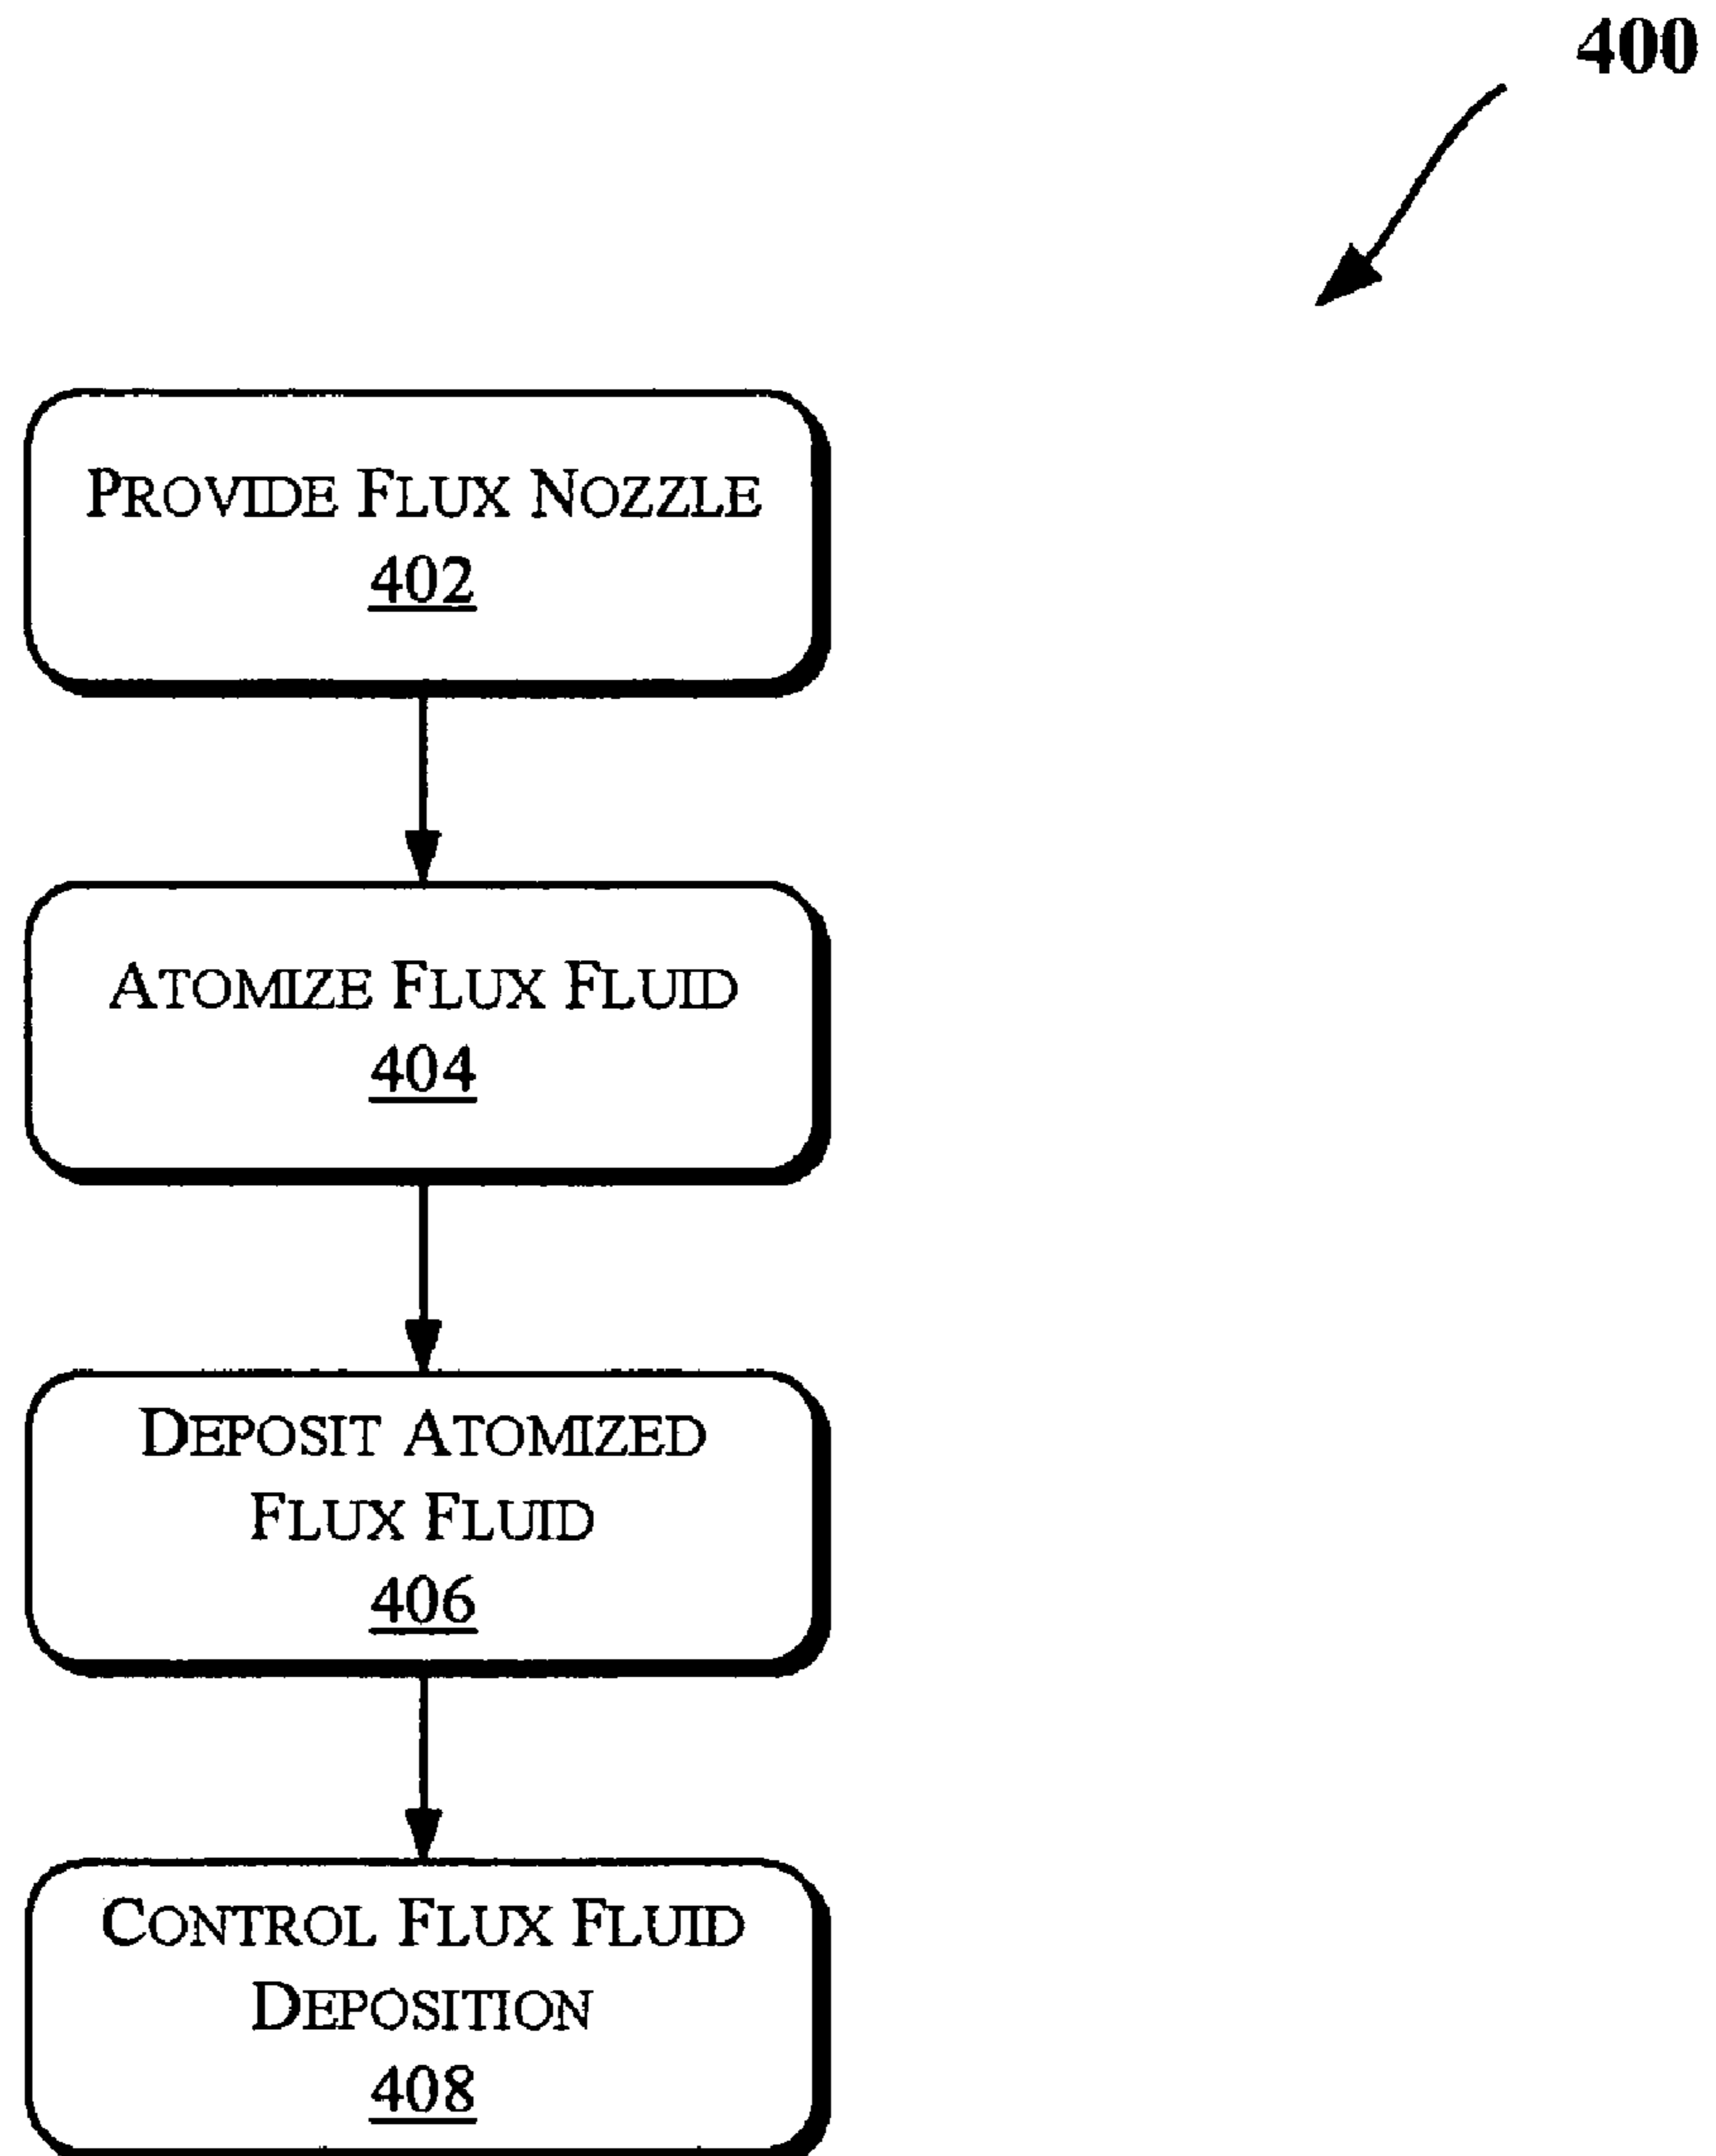 400
PROVIDE FLUX NOZZLE
402
ATOMIZE FLUX FLUID
404
DEPOSIT ATOMIZED
FLUX FLUID
406
CONTROL FLUX FLUID
DEPOSITION
408